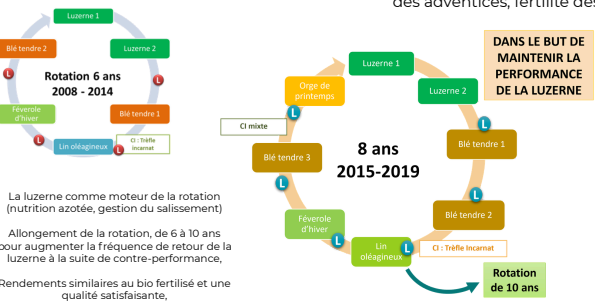 des adventices, fertilité des
Luzerne 1
Luzerne 2
Blé tendre 1
CI : Trèfle
incarnat
Lin oléagineux
Féverole
d'hiver
Blé tendre 2
L
L
L
L
L
Rotation 6 ans
2008 - 2014
La luzerne comme moteur de la rotation
(nutrition azotée, gestion du salissement)
Allongement de la rotation, de 6 à 10 ans
pour augmenter la fréquence de retour de la
luzerne à la suite de contre-performance,
Rendements similaires au bio fertilisé et une
qualité satisfaisante,
DANS LE BUT DE
MAINTENIR LA
PERFORMANCE
DE LA LUZERNE
Luzerne 1
Luzerne 2
Blé tendre 1
Blé tendre 2
CI : Trèfle Incarnat
Lin
oléagineux
Féverole
d'hiver
Blé tendre 3
CI mixte
Orge de
printemps
L
L
L
L
L
8 ans
2015-2019
Rotation
de 10 ans